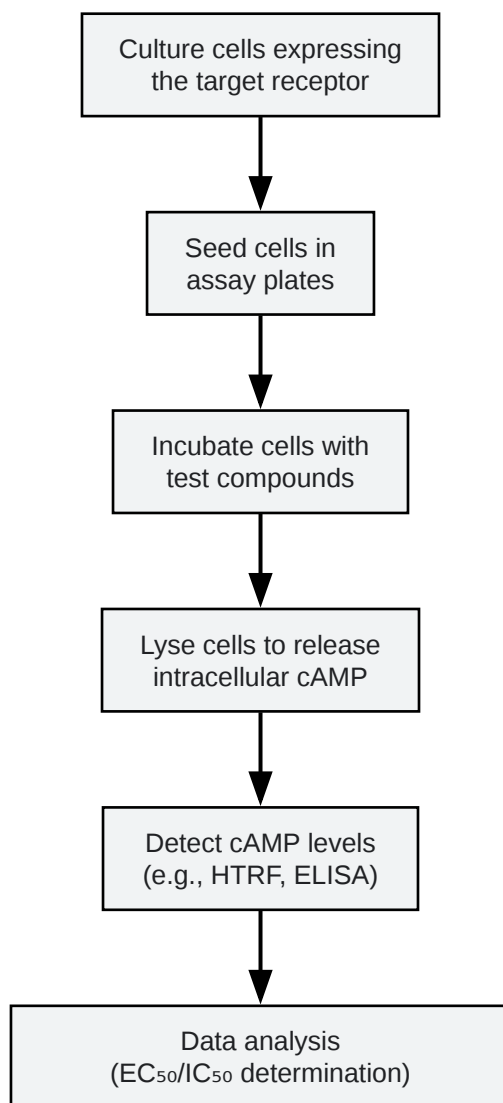 Culture cells expressing
the target receptor
Seed cells in
assay plates
Incubate cells with
test compounds
Lyse cells to release
intracellular cAMP
Detect cAMP levels
(e.g., HTRF, ELISA)
Data analysis
(EC₅₀/IC₅₀ determination)